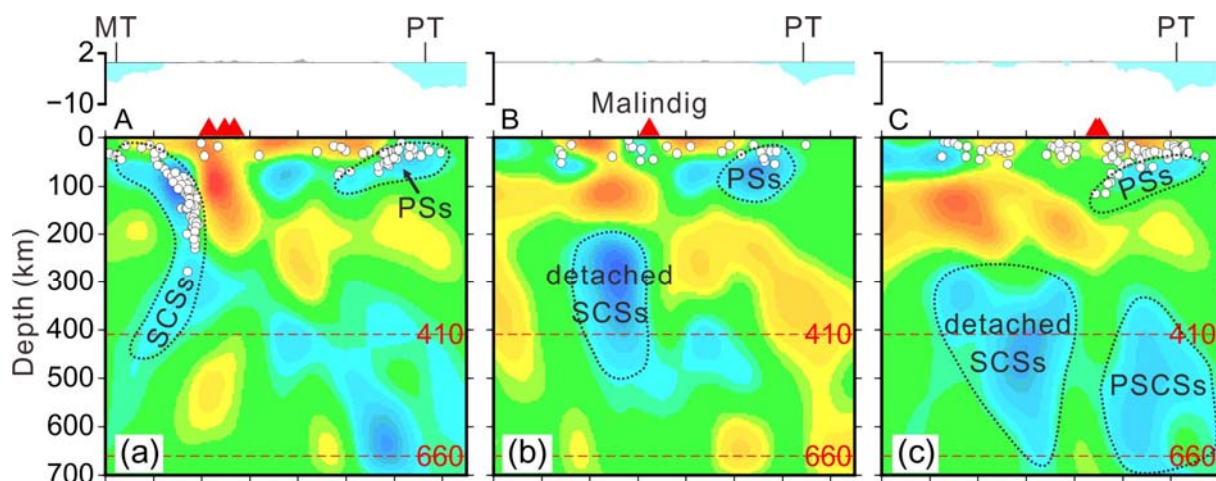 MT
PT
PT
PT
2
−10
Malindig
A
B
C
0
100
200
300
400
500
600
700
Depth (km)
SCSs
PSs
410
660
(a)
PSs
detached
SCSs
410
660
(b)
PSs
detached
SCSs
PSCSs
410
660
(c)